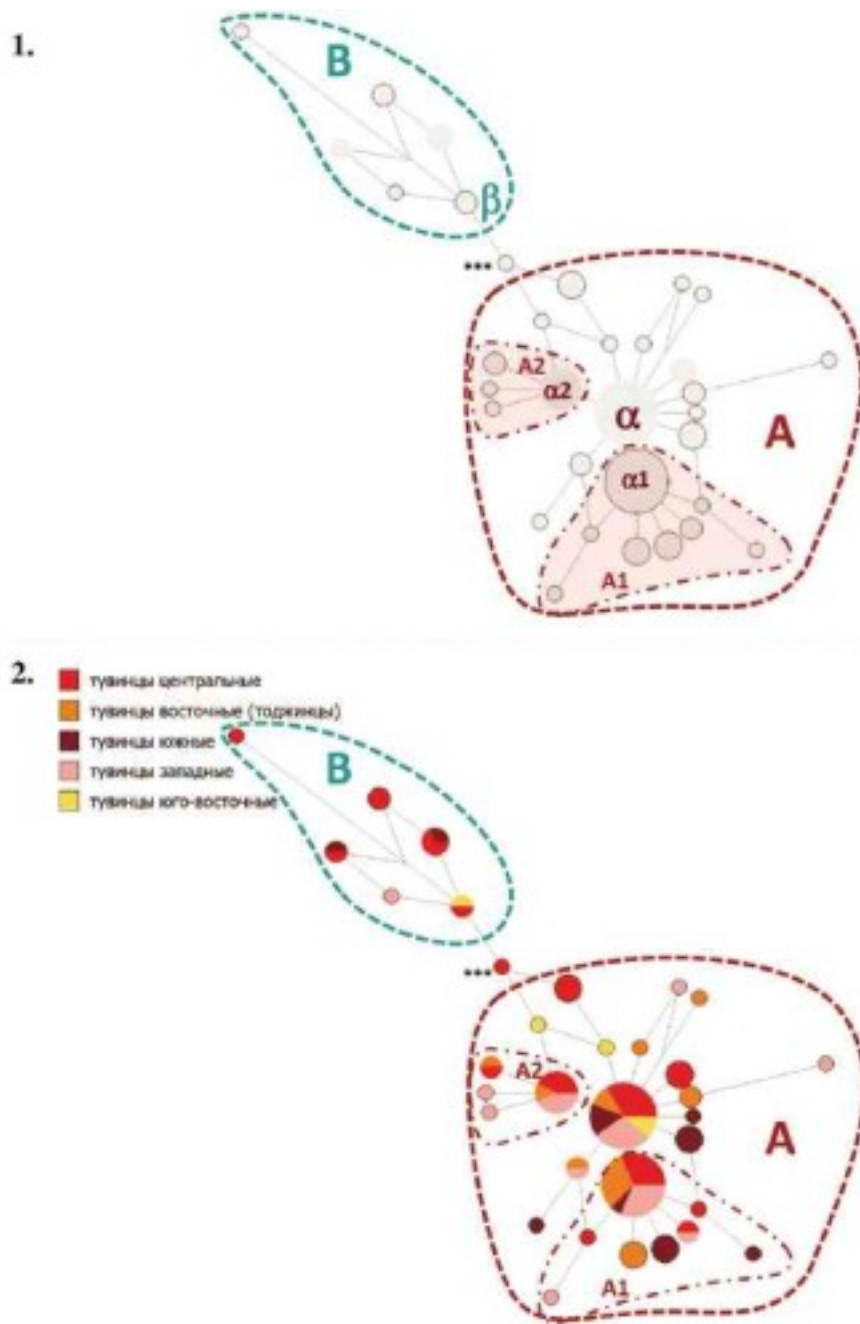 1.
B
β
•••
A2
α2
α
A
α1
A1
2.
тувинцы центральные
тувинцы восточные (тоджинцы)
тувинцы южные
тувинцы западные
тувинцы юго-восточные
B
•••
A2
A
A1